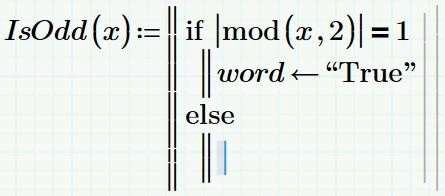 IsOdd(x):=‖if |mod(x,2)|=1
‖word←“True”
else
‖